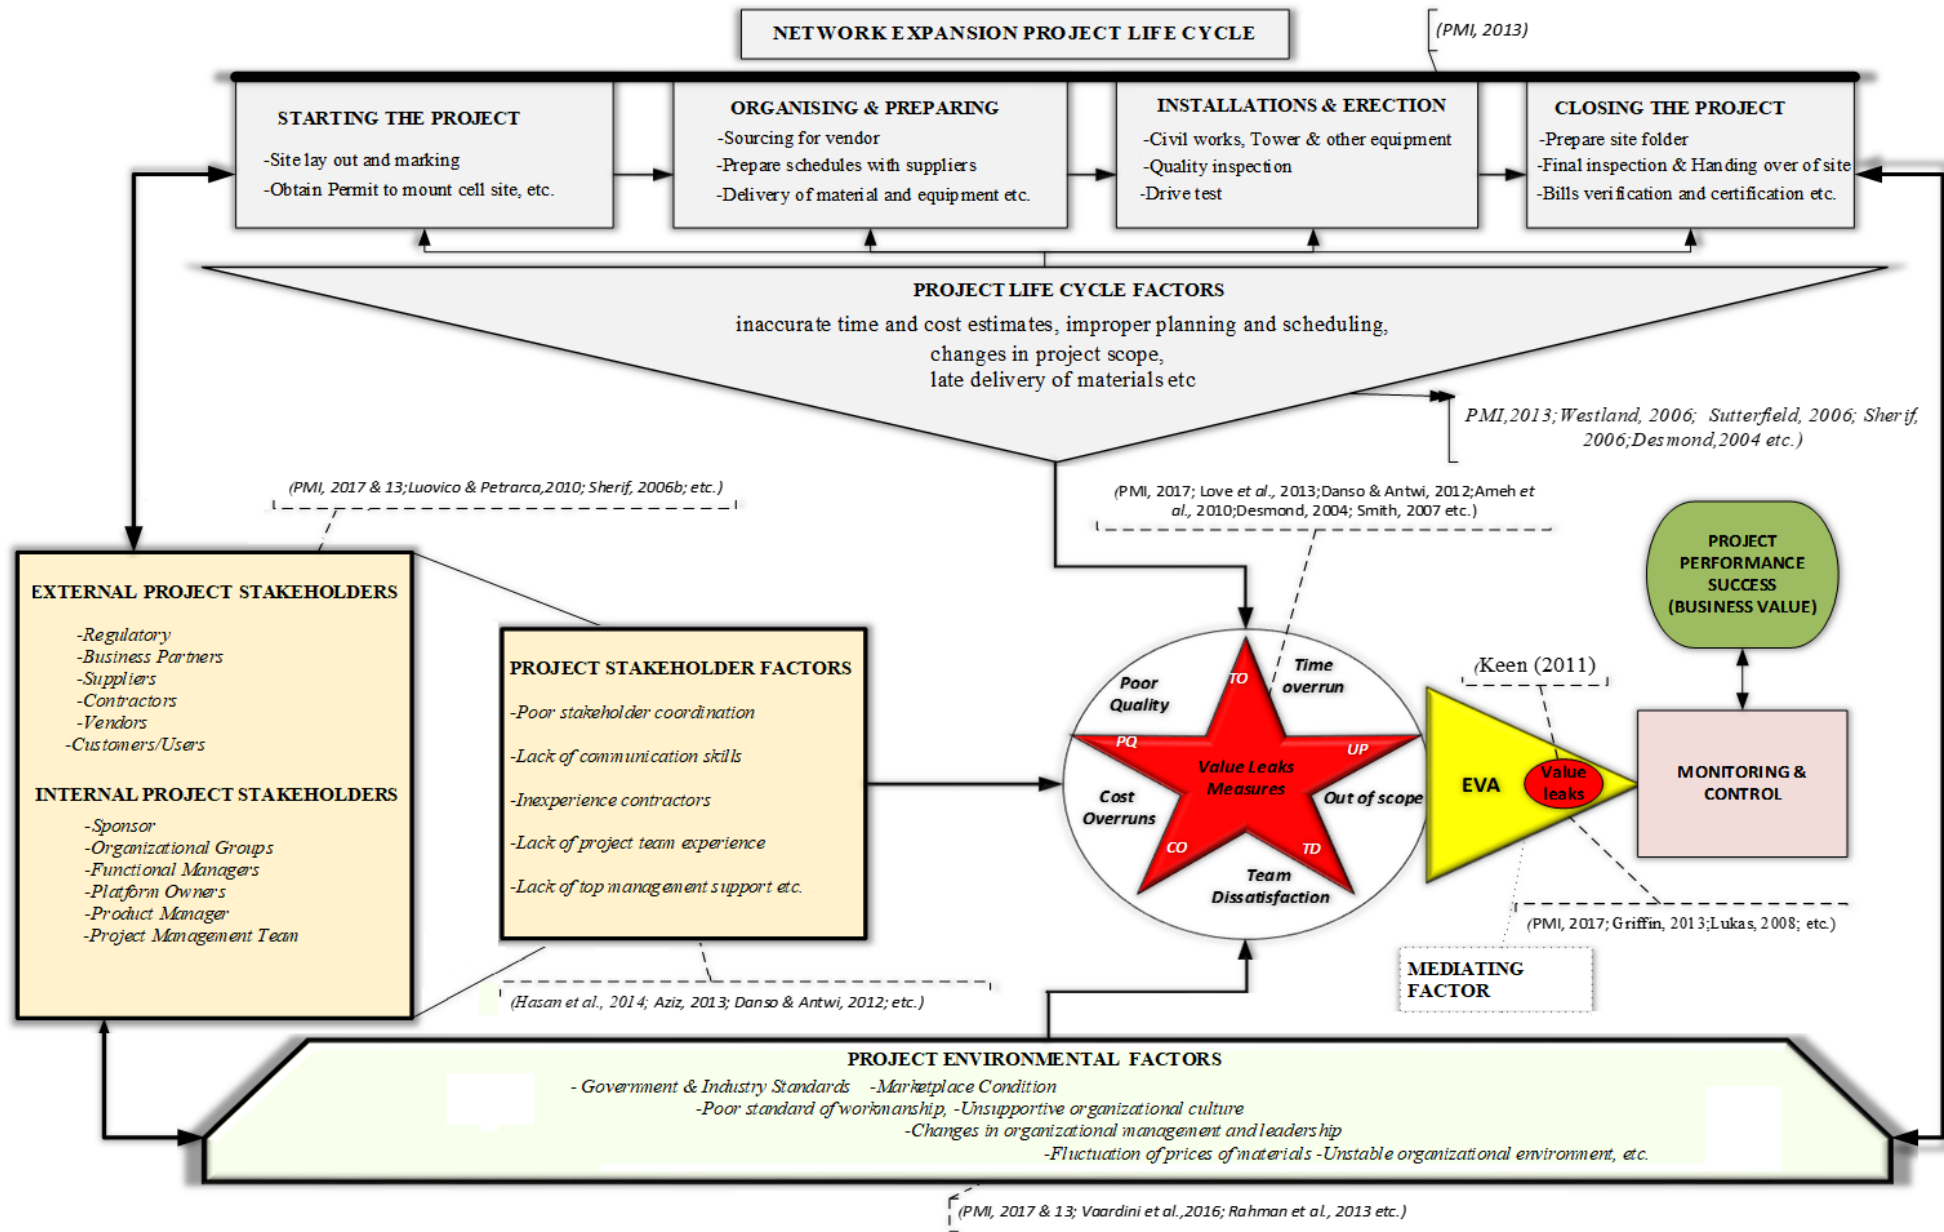 NETWORK EXPANSION PROJECT LIFE CYCLE
(PMI, 2013)
STARTING THE PROJECT
-Site lay out and marking
-Obtain Permit to mount cell site, etc.
ORGANISING & PREPARING
-Sourcing for vendor
-Prepare schedules with suppliers
-Delivery of material and equipment etc.
INSTALLATIONS & ERECTION
-Civil works, Tower & other equipment
-Quality inspection
-Drive test
CLOSING THE PROJECT
-Prepare site folder
-Final inspection & Handing over of site
-Bills verification and certification etc.
PROJECT LIFE CYCLE FACTORS
inaccurate time and cost estimates, improper planning and scheduling,
changes in project scope,
late delivery of materials etc
PMI,2013;Westland, 2006; Sutterfield, 2006; Sherif,
2006;Desmond,2004 etc.)
(PMI, 2017 & 13;Luovico & Petrarca,2010; Sherif, 2006b; etc.)
(PMI, 2017; Love et al., 2013;Danso & Antwi, 2012;Ameh et
al., 2010;Desmond, 2004; Smith, 2007 etc.)
EXTERNAL PROJECT STAKEHOLDERS
-Regulatory
-Business Partners
-Suppliers
-Contractors
-Vendors
-Customers/Users
INTERNAL PROJECT STAKEHOLDERS
-Sponsor
-Organizational Groups
-Functional Managers
-Platform Owners
-Product Manager
-Project Management Team
PROJECT STAKEHOLDER FACTORS
-Poor stakeholder coordination
-Lack of communication skills
-Inexperience contractors
-Lack of project team experience
-Lack of top management support etc.
(Hasan et al., 2014; Aziz, 2013; Danso & Antwi, 2012; etc.)
Poor
Quality
Time
overrun
TO
PQ
UP
Value Leaks
Measures
Cost
Overruns
Out of scope
CO
TD
Team
Dissatisfaction
EVA
Value
leaks
(Keen (2011)
PROJECT
PERFORMANCE
SUCCESS
(BUSINESS VALUE)
MONITORING &
CONTROL
(PMI, 2017; Griffin, 2013;Lukas, 2008; etc.)
MEDIATING
FACTOR
PROJECT ENVIRONMENTAL FACTORS
- Government & Industry Standards -Marketplace Condition
-Poor standard of workmanship, -Unsupportive organizational culture
-Changes in organizational management and leadership
-Fluctuation of prices of materials -Unstable organizational environment, etc.
(PMI, 2017 & 13; Vaardini et al.,2016; Rahman et al., 2013 etc.)